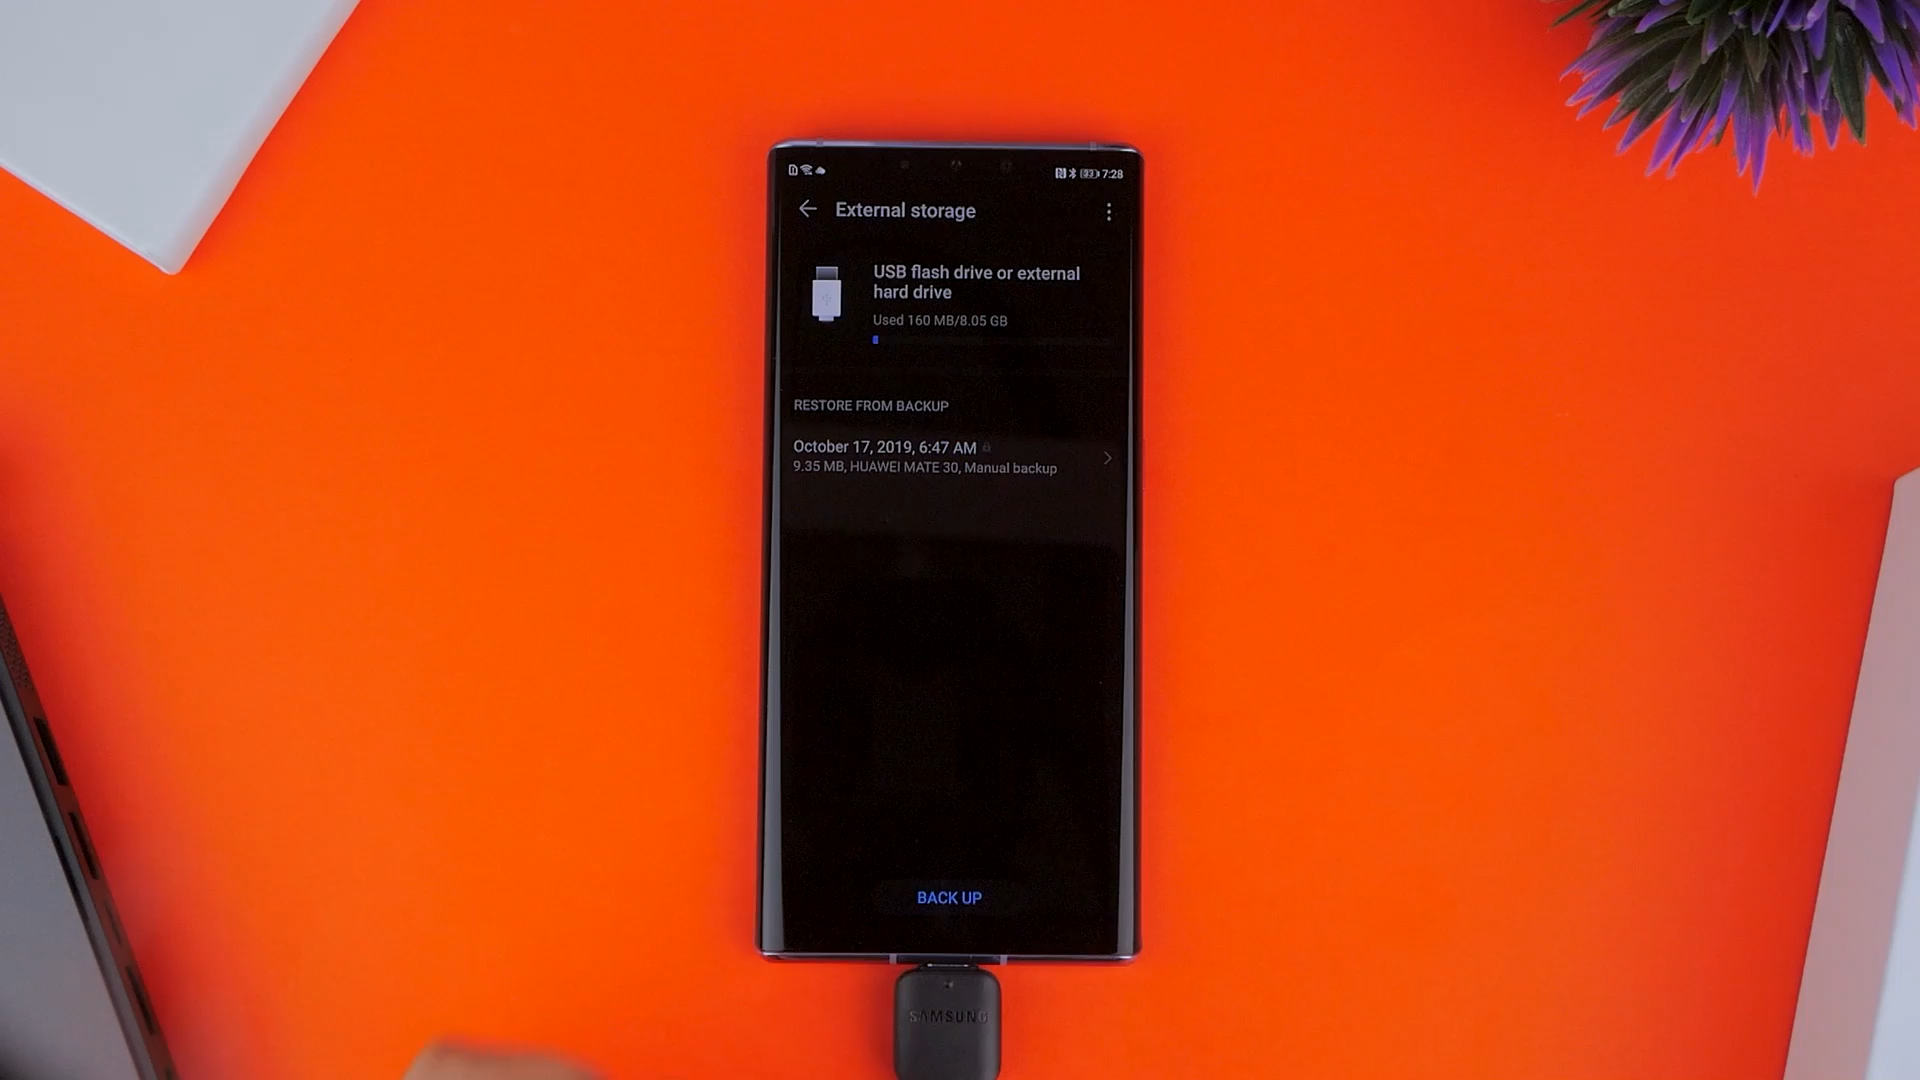 7:28
External storage
USB flash drive or external
hard drive
Used 160 MB/8.05 GB
RESTORE FROM BACKUP
October 17, 2019, 6:47 AM
9.35 MB, HUAWEI MATE 30, Manual backup
BACK UP
SAMSUNG